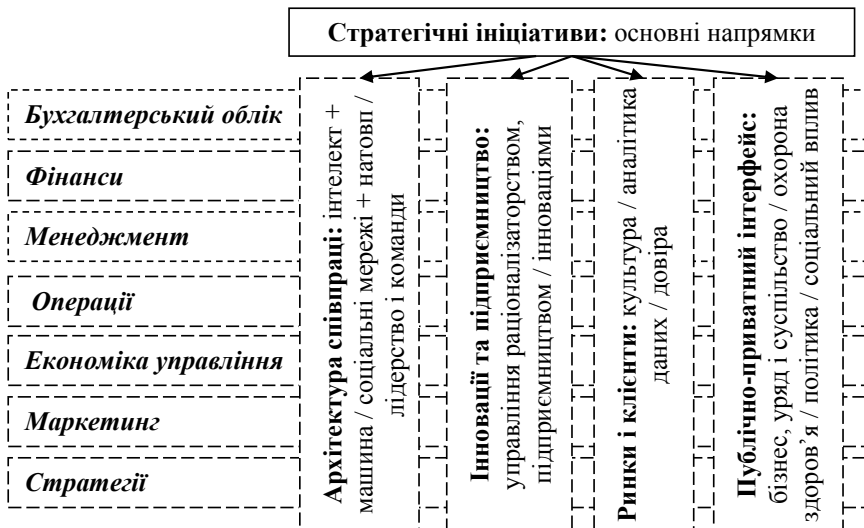 Стратегічні ініціативи: основні напрямки
Бухгалтерський облік
Фінанси
Менеджмент
Операції
Економіка управління
Маркетинг
Стратегії
Архітектура співпраці: інтелект +
машина / соціальні мережі + натовп /
лідерство і команди
Інновації та підприємництво:
управління раціоналізаторством,
підприємництвом / інноваціями
Ринки і клієнти: культура / аналітика
даних / довіра
Публічно-приватний інтерфейс:
бізнес, уряд і суспільство / охорона
здоров’я / політика / соціальний вплив